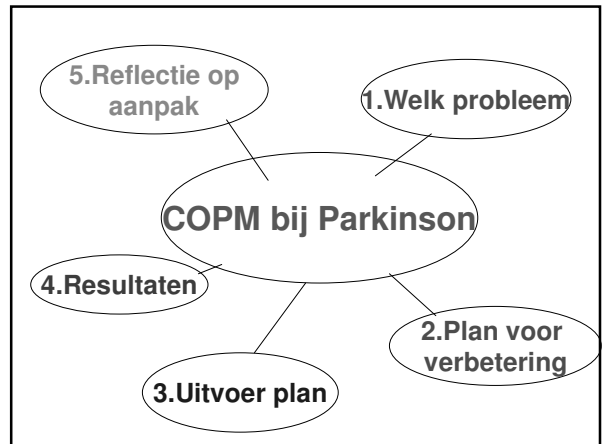 5.Reflectie op
aanpak
1.Welk probleem
COPM bij Parkinson
4.Resultaten
2.Plan voor
verbetering
3.Uitvoer plan